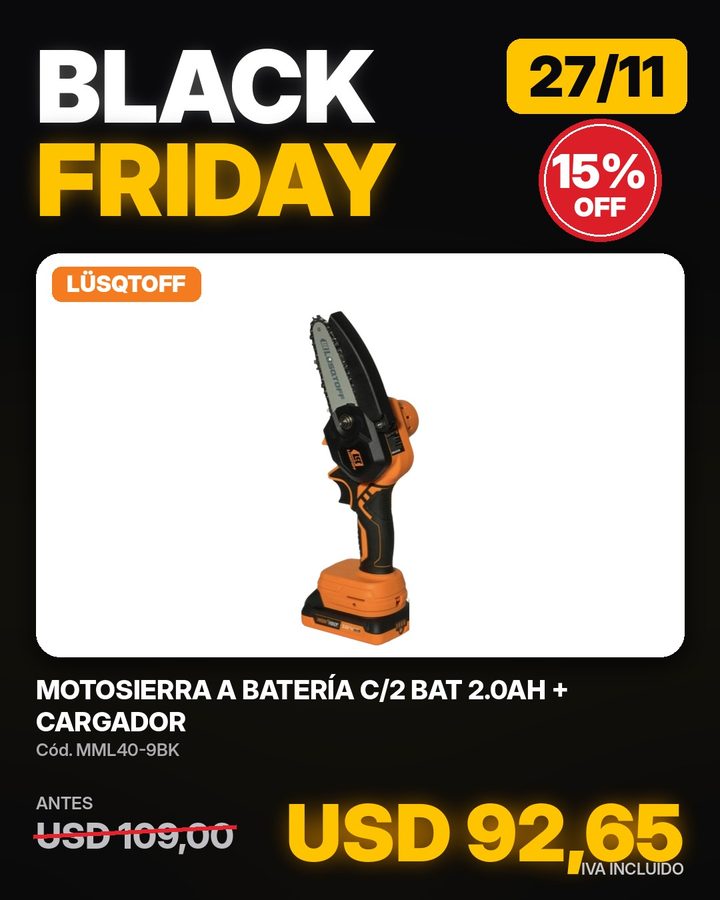 BLACK
FRIDAY
27/11
15%
OFF
LÜSQTOFF
LÜSQTOFF
MOTOSIERRA A BATERÍA C/2 BAT 2.0AH +
CARGADOR
Cód. MML40-9BK
ANTES
USD 109,00
USD 92,65
IVA INCLUIDO